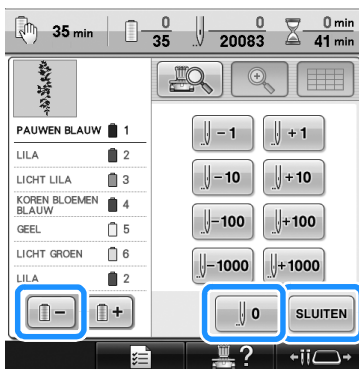 35 min 0 0 0 min
35 20083 41 min
PAUWEN BLAUW 1
LILA 2
LICHT LILA 3
KOREN BLOEMEN
BLAUW 4
GEEL 5
LICHT GROEN 6
LILA 2
-1 +1
-10 +10
-100 +100
-1000 +1000
- + 0 SLUITEN
?